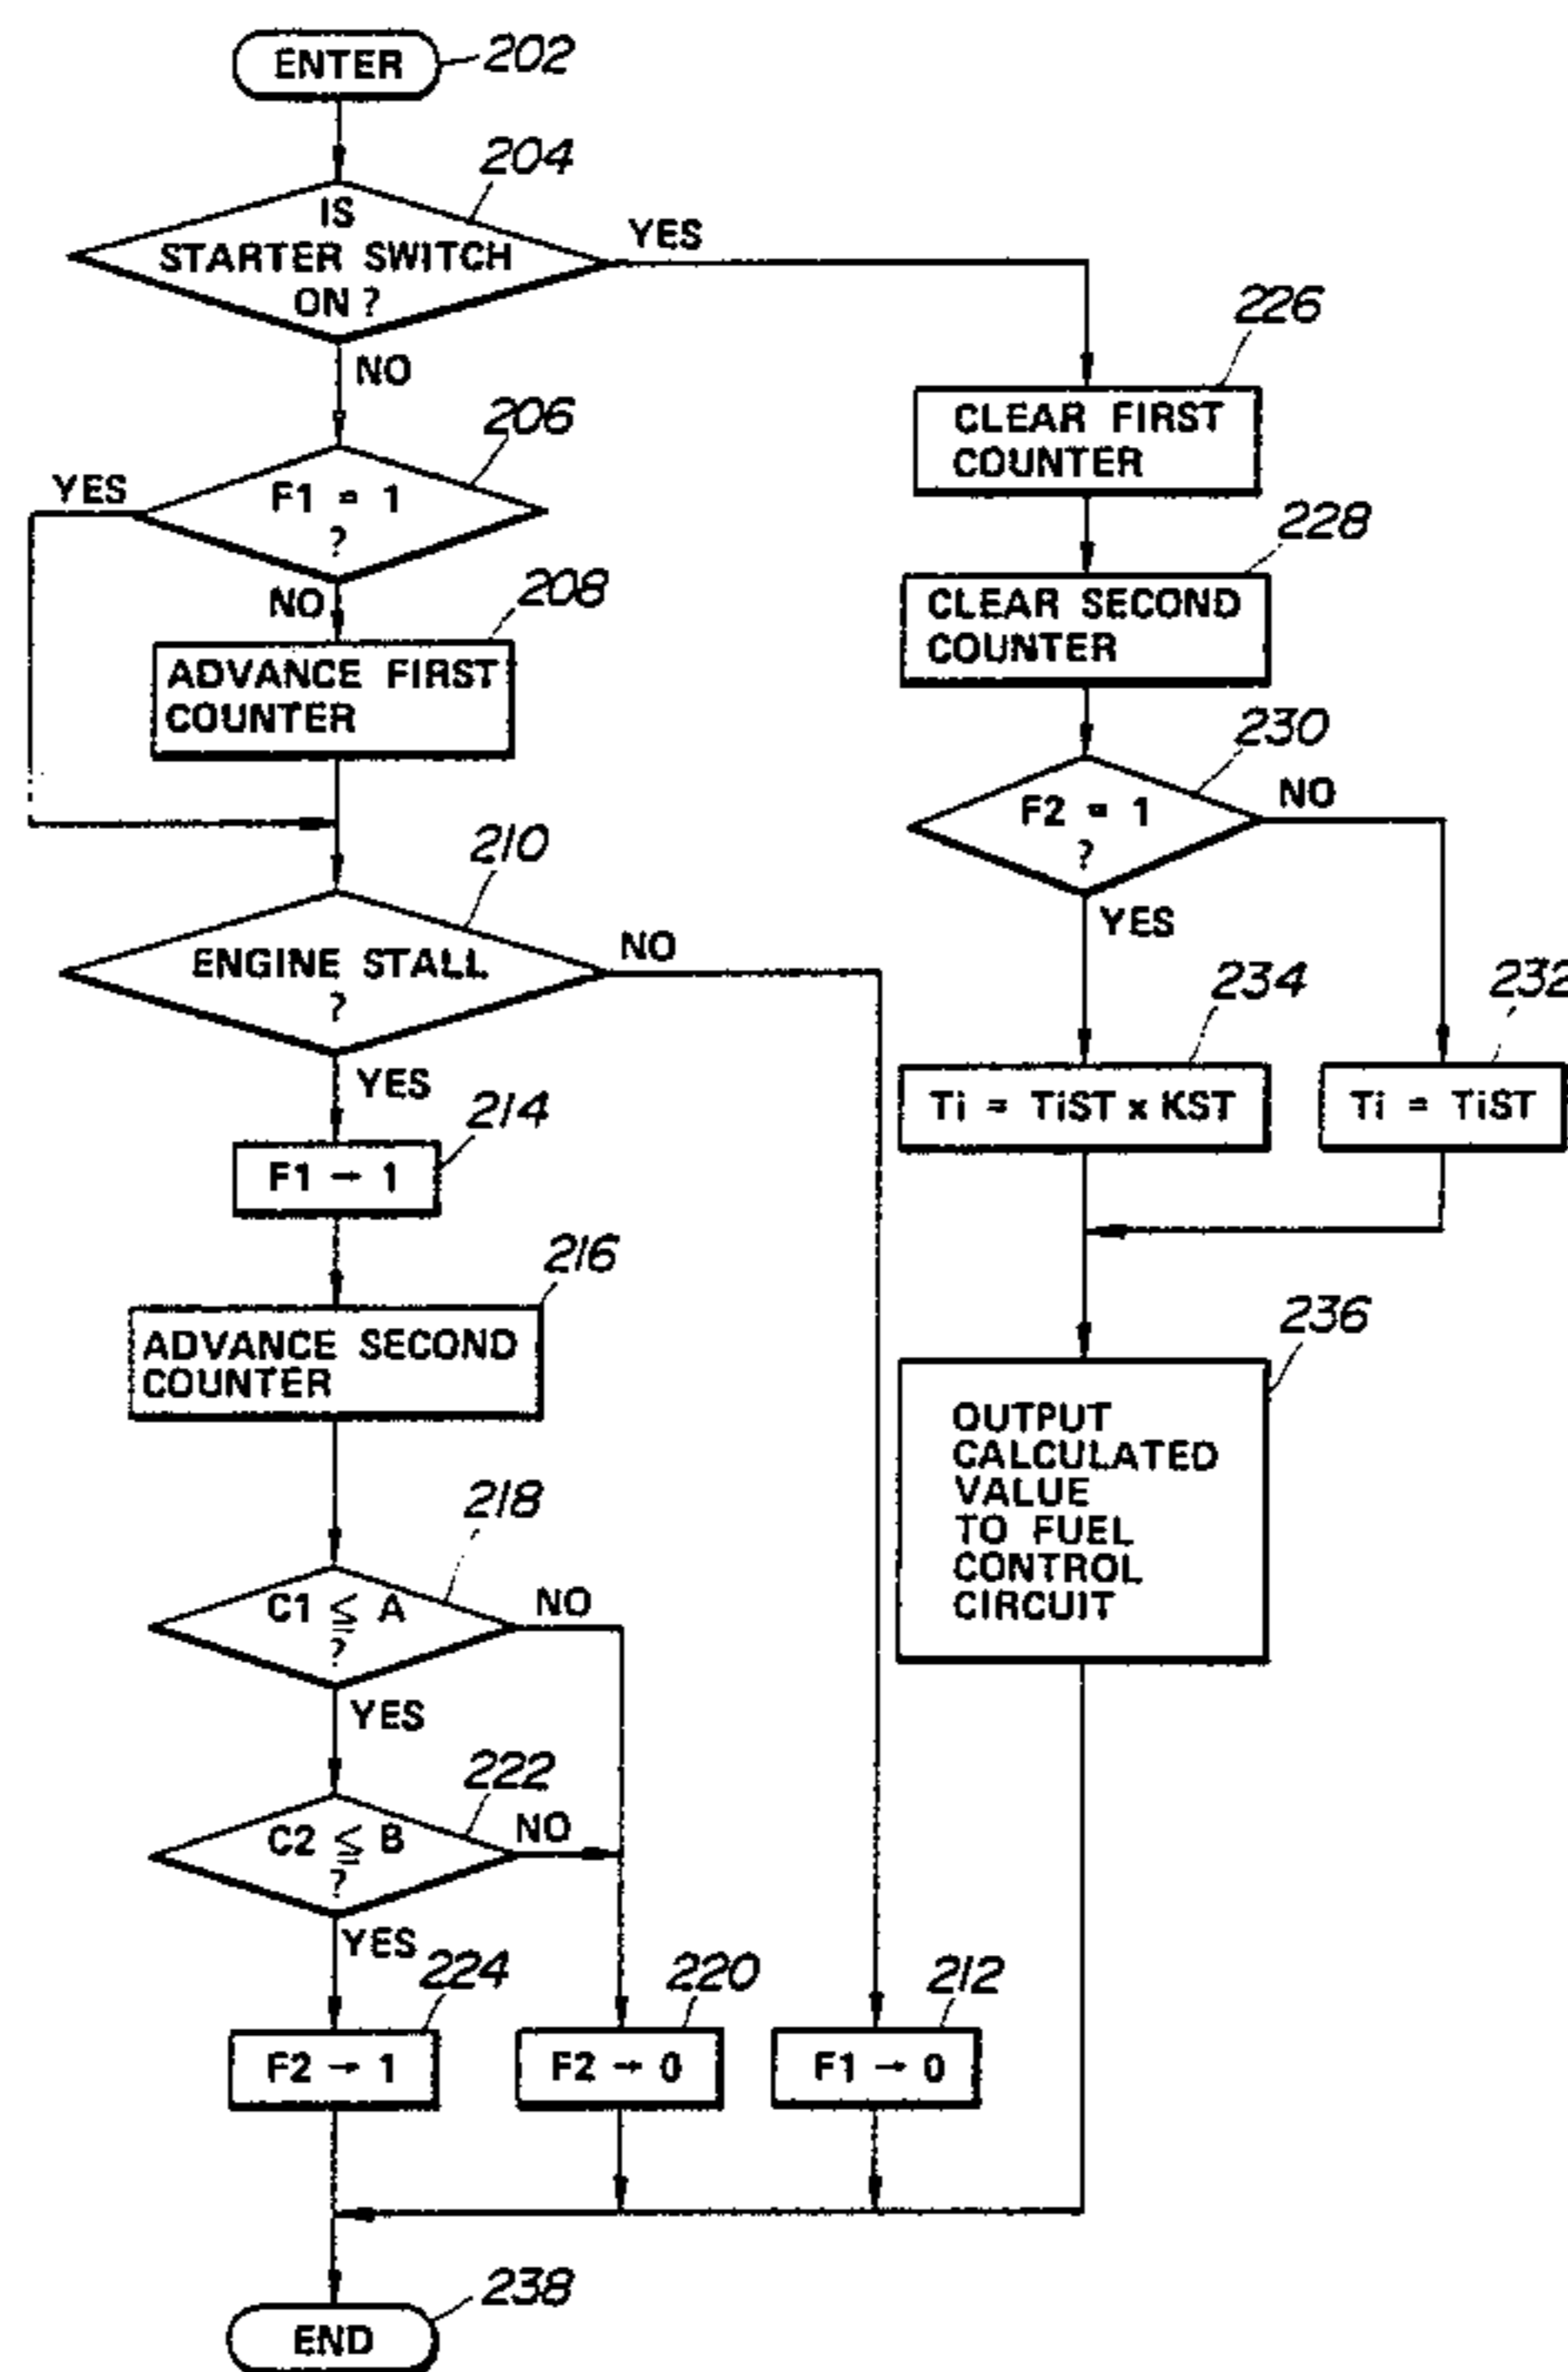 ENTER
202
204
IS
STARTER SWITCH
ON ?
YES
NO
206
YES
F1 = 1
?
NO
208
ADVANCE FIRST
COUNTER
210
ENGINE STALL
?
NO
YES
214
F1 → 1
216
ADVANCE SECOND
COUNTER
218
C1 ≦ A
?
NO
YES
222
C2 ≦ B
?
NO
YES
224
F2 → 1
220
F2 → 0
212
F1 → 0
226
CLEAR FIRST
COUNTER
228
CLEAR SECOND
COUNTER
230
F2 = 1
?
NO
YES
234
Ti = TiST x KST
232
Ti = TiST
236
OUTPUT
CALCULATED
VALUE
TO FUEL
CONTROL
CIRCUIT
238
END